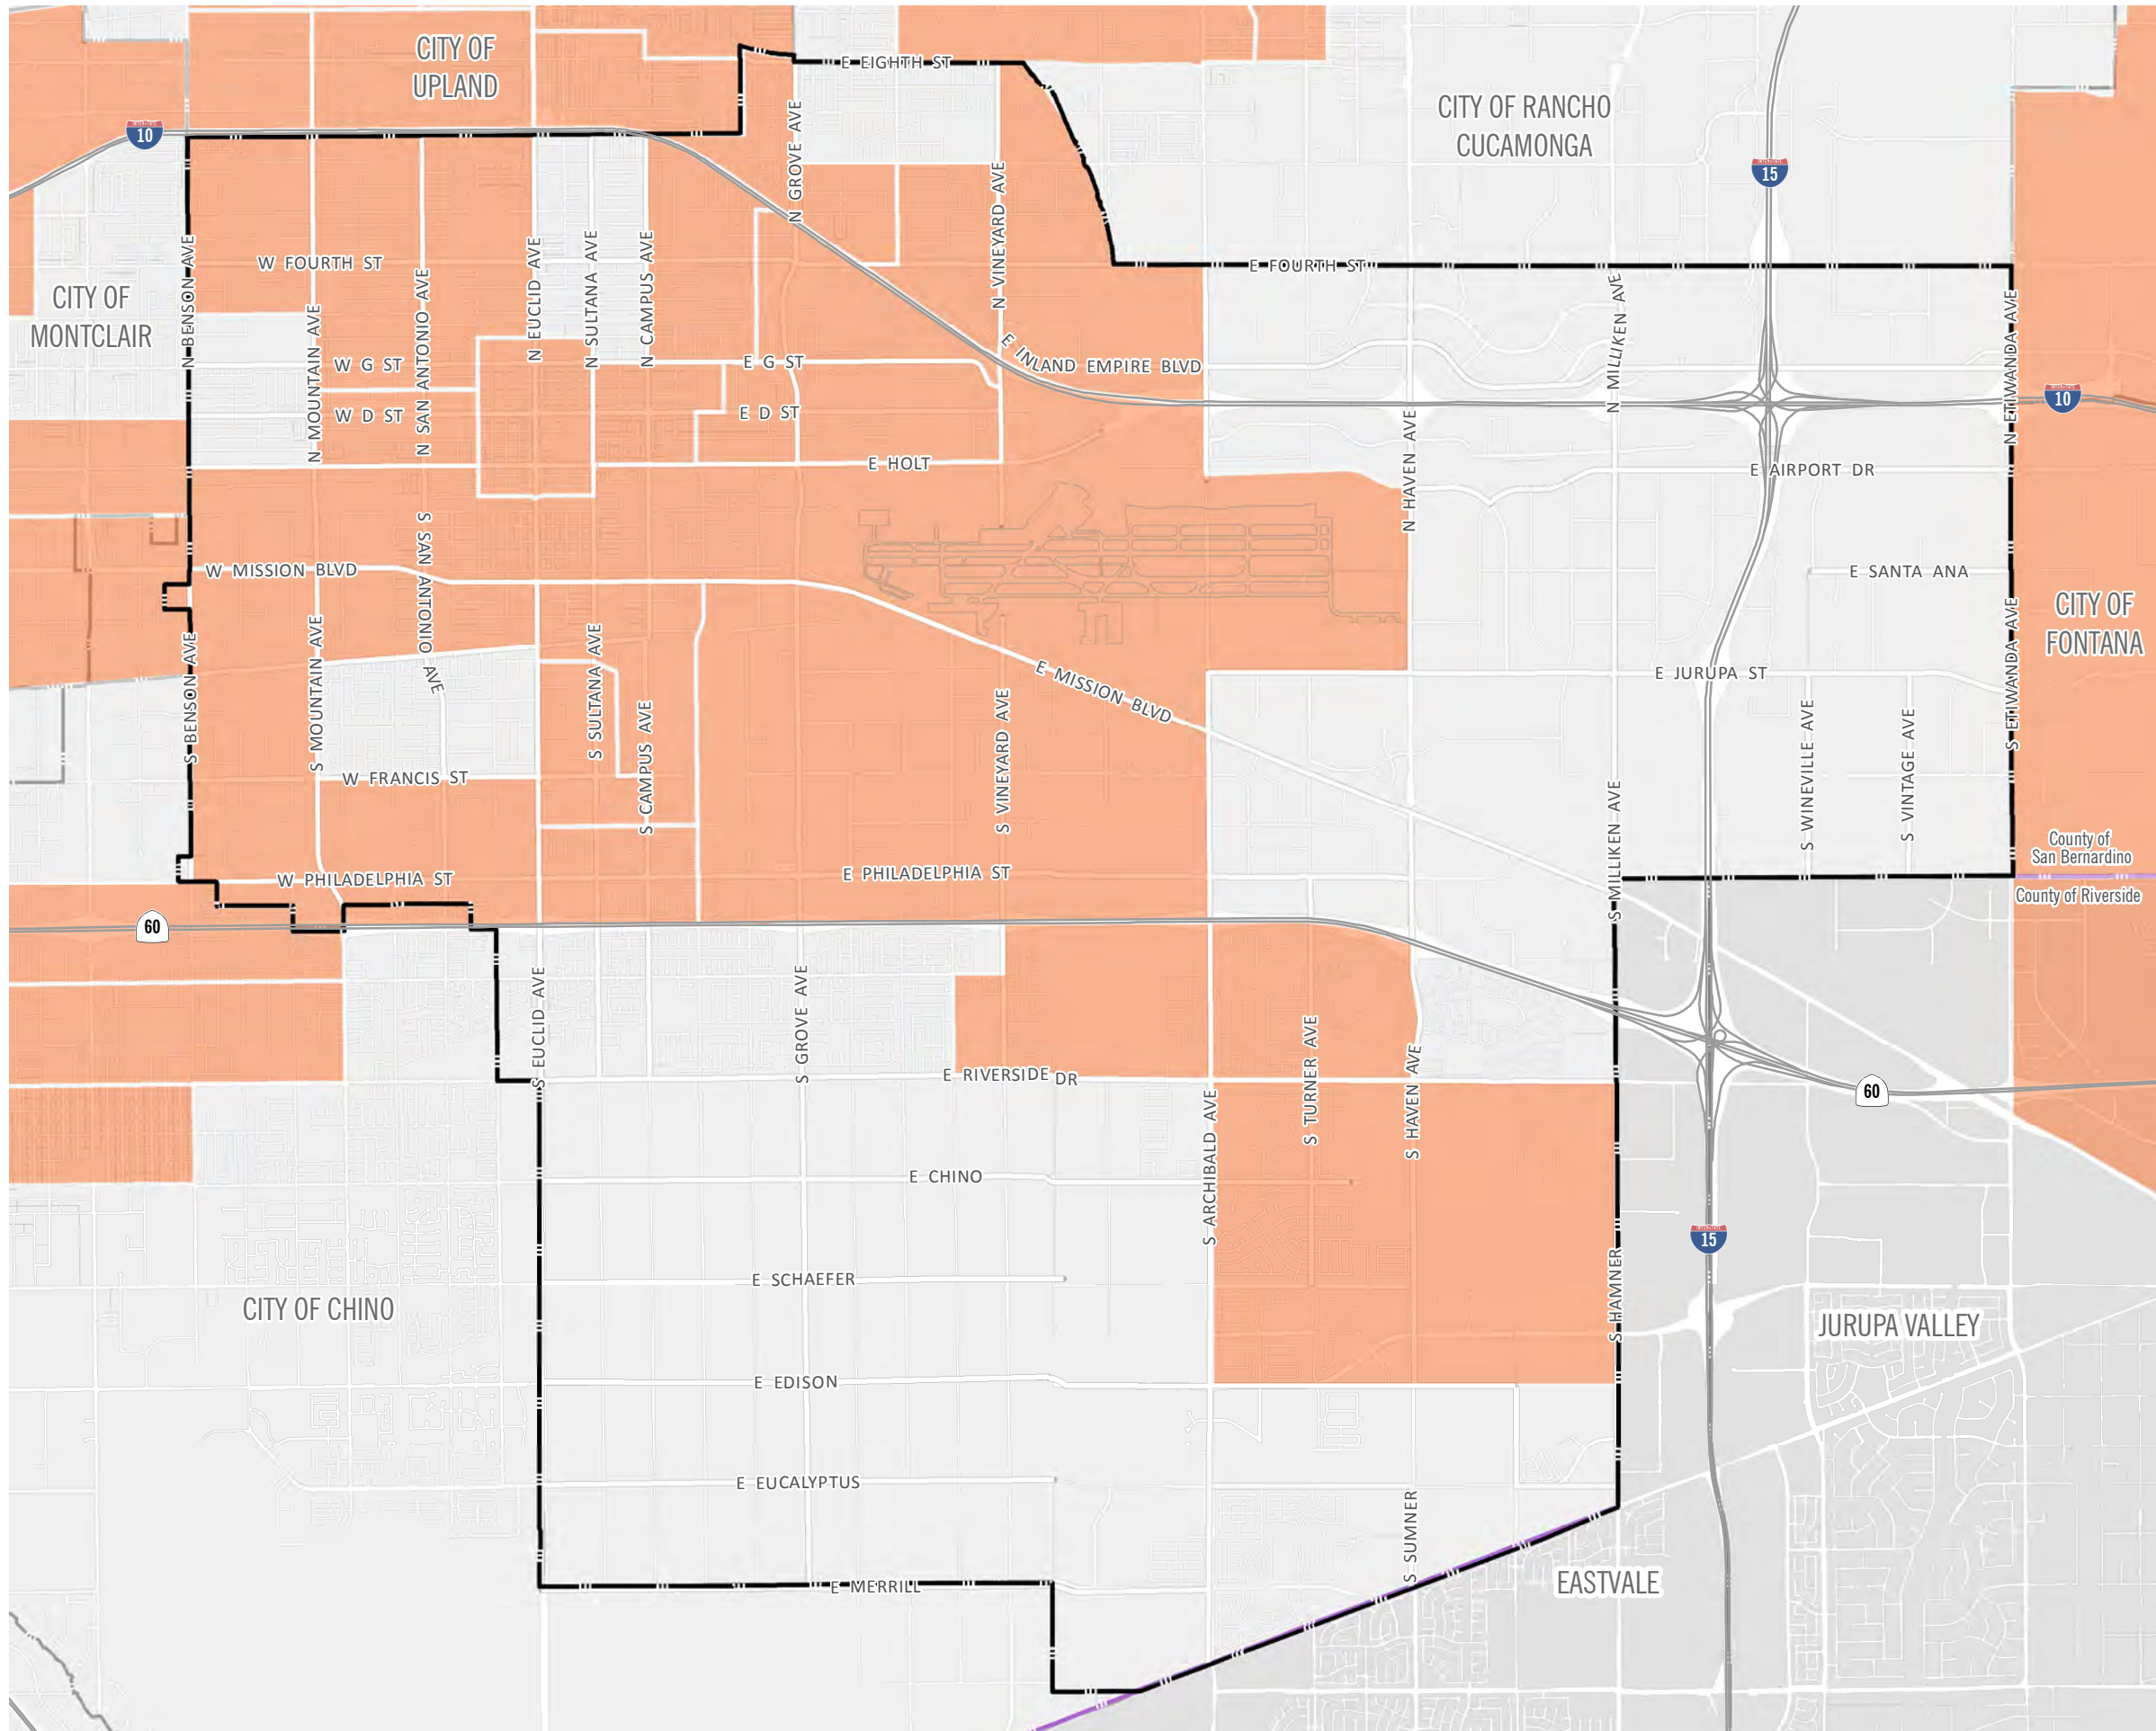 CITY OF
UPLAND
E EIGHTH ST
CITY OF RANCHO
CUCAMONGA
10
15
N GROVE AVE
N VINEYARD AVE
N BENSON AVE
W FOURTH ST
E FOURTH ST
N EUCLID AVE
N SULTANA AVE
N CAMPUS AVE
N SAN ANTONIO AVE
N MOUNTAIN AVE
CITY OF
MONTCLAIR
N MILLIKEN AVE
N ETIWANDA AVE
W G ST
E G ST
E INLAND EMPIRE BLVD
10
W D ST
E D ST
E HOLT
N HAVEN AVE
E AIRPORT DR
S SAN ANTONIO AVE
W MISSION BLVD
E SANTA ANA
CITY OF
FONTANA
S BENSON AVE
S MOUNTAIN AVE
S SULTANA AVE
E MISSION BLVD
E JURUPA ST
S ETIWANDA AVE
S CAMPUS AVE
S VINEYARD AVE
S WINEVILLE AVE
S VINTAGE AVE
W FRANCIS ST
S MILLIKEN AVE
County of
San Bernardino
County of Riverside
W PHILADELPHIA ST
E PHILADELPHIA ST
60
S EUCLID AVE
S GROVE AVE
S TURNER AVE
S HAVEN AVE
E RIVERSIDE DR
60
S ARCHIBALD AVE
E CHINO
15
E SCHAEFER
S HAMNER
CITY OF CHINO
JURUPA VALLEY
E EDISON
E EUCALYPTUS
S SUMNER
E MERRILL
EASTVALE